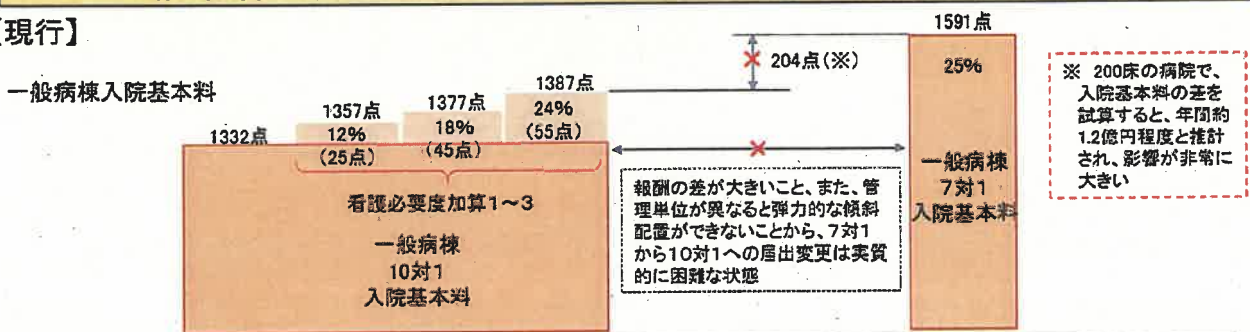 【現行】
一般病棟入院基本料
1332点
1357点
12%
(25点)
1377点
18%
(45点)
1387点
24%
(55点)
看護必要度加算1～3
一般病棟
10対1
入院基本料
204点(※)
報酬の差が大きいこと、また、管
理単位が異なると弾力的な傾斜
配置ができないことから、7対1
から10対1への届出変更は実質
的に困難な状態
1591点
25%
一般病棟
7対1
入院基本料
※ 200床の病院で、
入院基本料の差を
試算すると、年間約
1.2億円程度と推計
され、影響が非常に
大きい